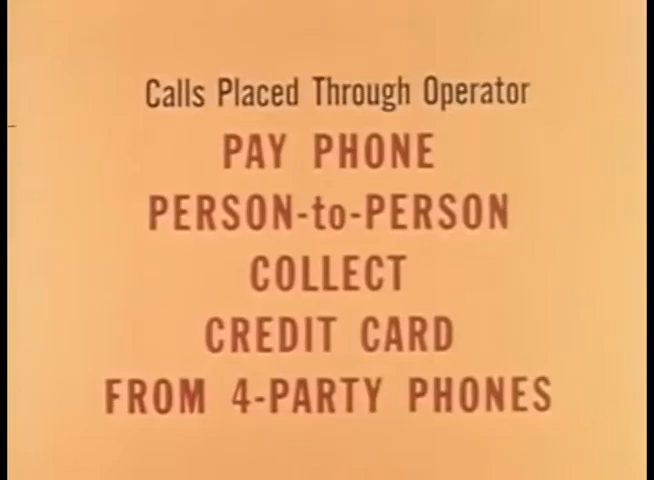 Calls Placed Through Operator
PAY PHONE
PERSON-to-PERSON
COLLECT
CREDIT CARD
FROM 4-PARTY PHONES